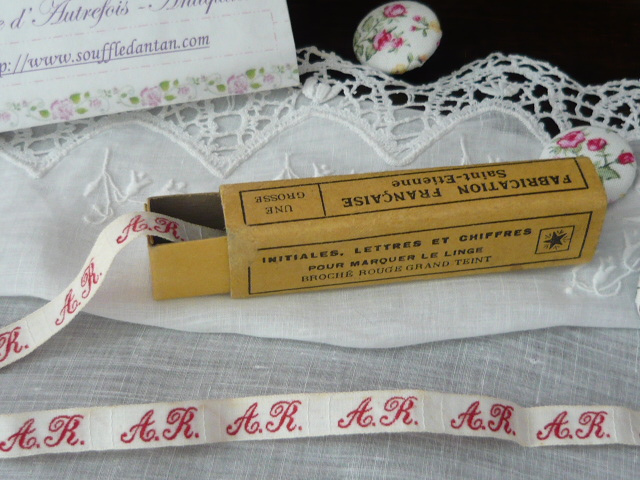 e d'Autrefois - Antiqu
p://www.souffledantan.com
FABRICATION FRANÇAISE
Saint-Etienne
UNE
GROSSE
INITIALES, LETTRES ET CHIFFRES
POUR MARQUER LE LINGE
BROCHÉ ROUGE GRAND TEINT
A.R.
A.R.
R.
A.R. A.R. A.R. A.R. A.R. A.R.